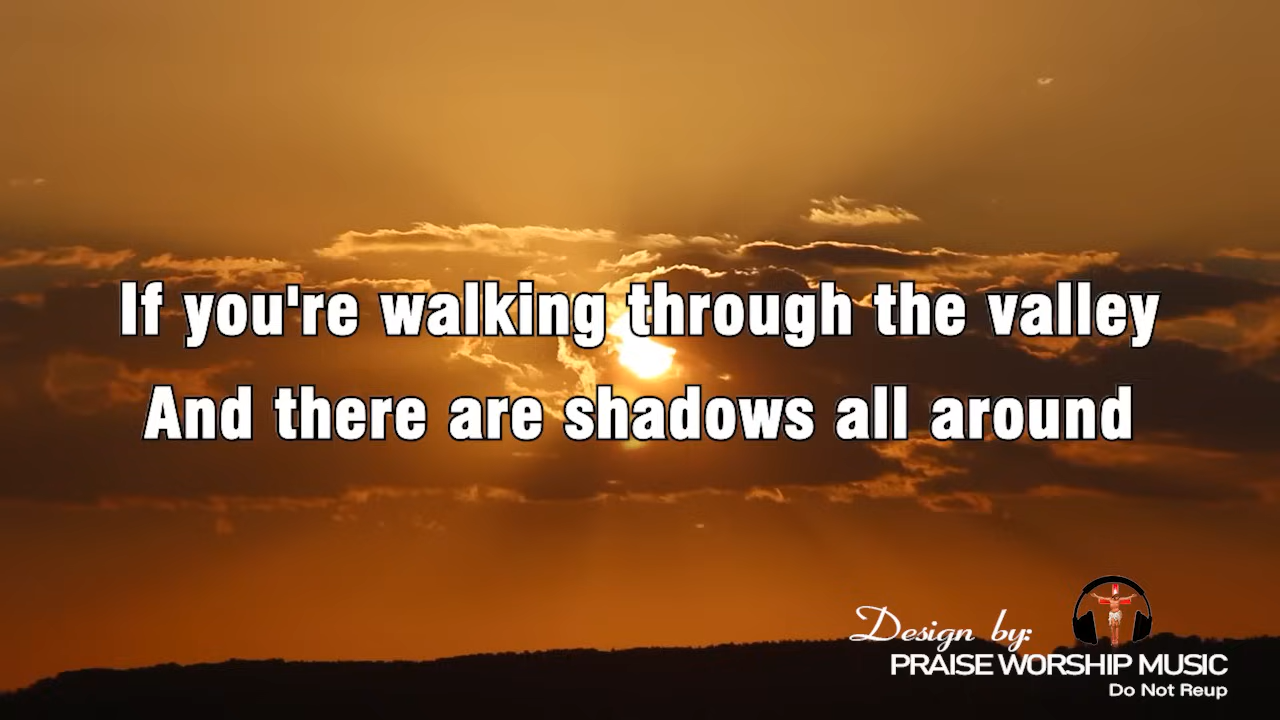 If you're walking through the valley
And there are shadows all around
Design by:
PRAISE WORSHIP MUSIC
Do Not Reup